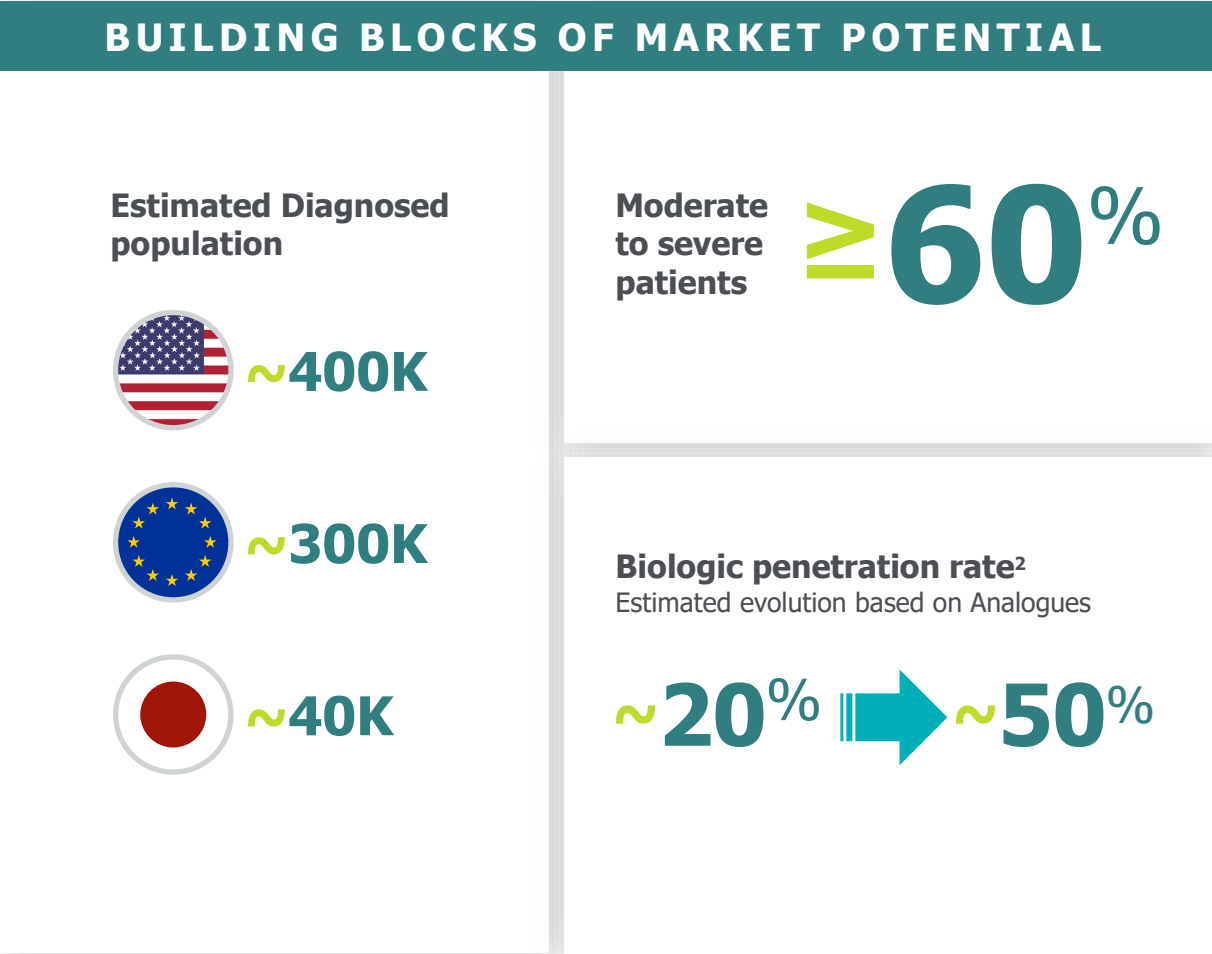 BUILDING BLOCKS OF MARKET POTENTIAL
Estimated Diagnosed
population
~400K
~300K
~40K
Moderate
to severe
patients
≥60%
Biologic penetration rate²
Estimated evolution based on Analogues
~20% ~50%